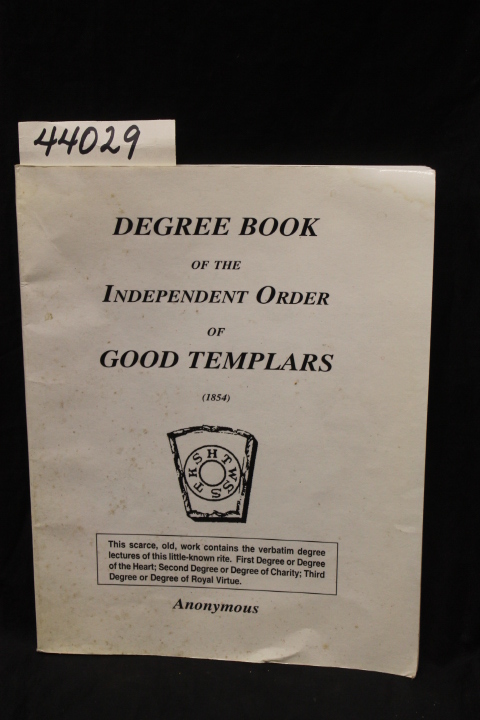 44029
DEGREE BOOK
OF THE
INDEPENDENT ORDER
OF
GOOD TEMPLARS
(1854)
HTWSSTKS
This scarce, old, work contains the verbatim degree
lectures of this little-known rite. First Degree or Degree
of the Heart; Second Degree or Degree of Charity; Third
Degree or Degree of Royal Virtue.
Anonymous